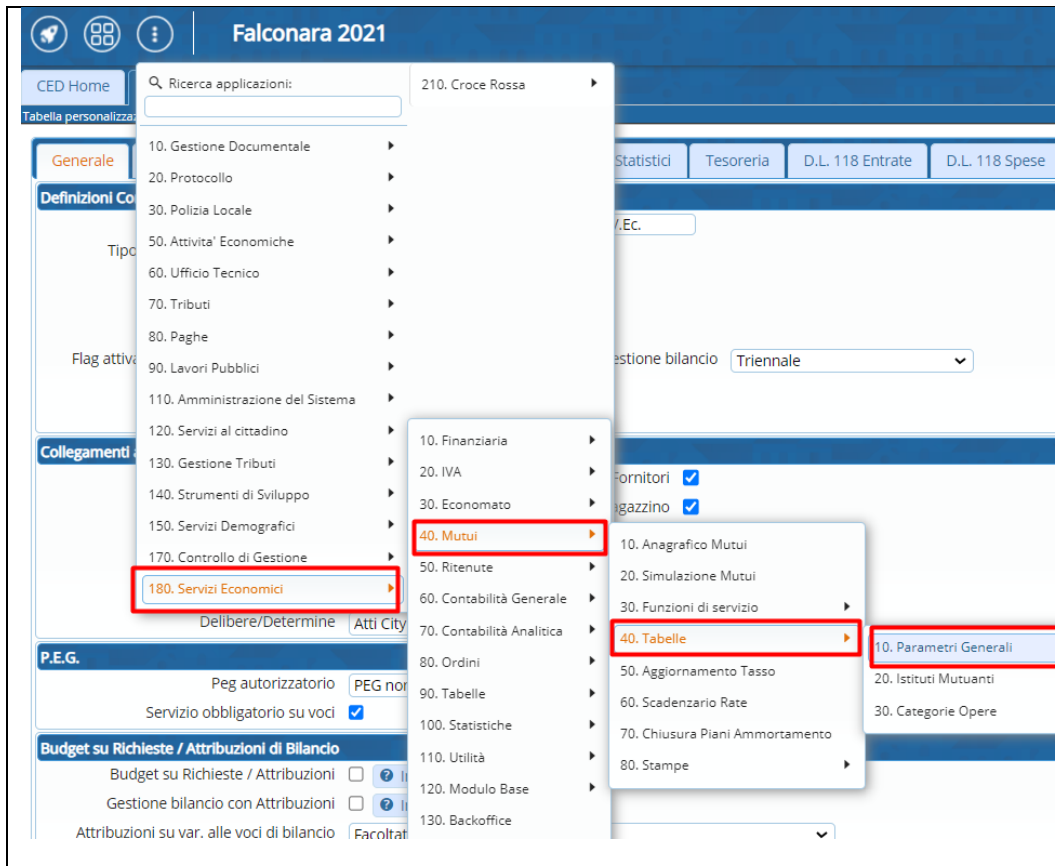 Falconara 2021
CED Home
Tabella personalizzaz
Ricerca applicazioni:
10. Gestione Documentale
20. Protocollo
30. Polizia Locale
50. Attivita' Economiche
60. Ufficio Tecnico
70. Tributi
80. Paghe
90. Lavori Pubblici
110. Amministrazione del Sistema
120. Servizi al cittadino
130. Gestione Tributi
140. Strumenti di Sviluppo
150. Servizi Demografici
170. Controllo di Gestione
180. Servizi Economici
210. Croce Rossa
10. Finanziaria
20. IVA
30. Economato
40. Mutui
50. Ritenute
60. Contabilità Generale
70. Contabilità Analitica
80. Ordini
90. Tabelle
100. Statistiche
110. Utilità
120. Modulo Base
130. Backoffice
10. Anagrafico Mutui
20. Simulazione Mutui
30. Funzioni di servizio
40. Tabelle
50. Aggiornamento Tasso
60. Scadenzario Rate
70. Chiusura Piani Ammortamento
80. Stampe
10. Parametri Generali
20. Istituti Mutuanti
30. Categorie Opere
Generale Statistici Tesoreria D.L. 118 Entrate D.L. 118 Spese
Definizioni Co
/.Ec.
Tipo
Flag attiva estione bilancio Triennale
Collegamenti a
Fornitori
agazzino
Delibere/Determine Atti City
P.E.G.
Peg autorizzatorio PEG nor
Servizio obbligatorio su voci
Budget su Richieste / Attribuzioni di Bilancio
Budget su Richieste / Attribuzioni
Gestione bilancio con Attribuzioni
Attribuzioni su var. alle voci di bilancio Facoltat